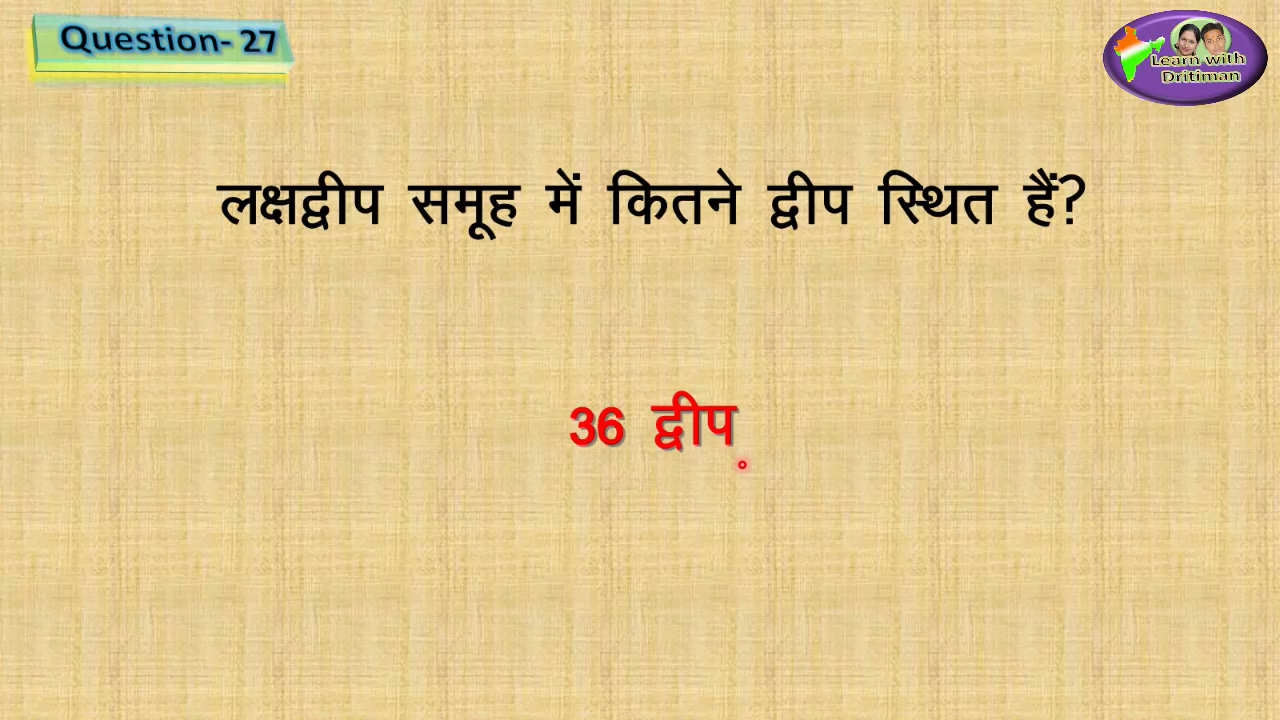 Question- 27
Learn with
Dritiman
लक्षद्वीप समूह में कितने द्वीप स्थित हैं?
36 द्वीप